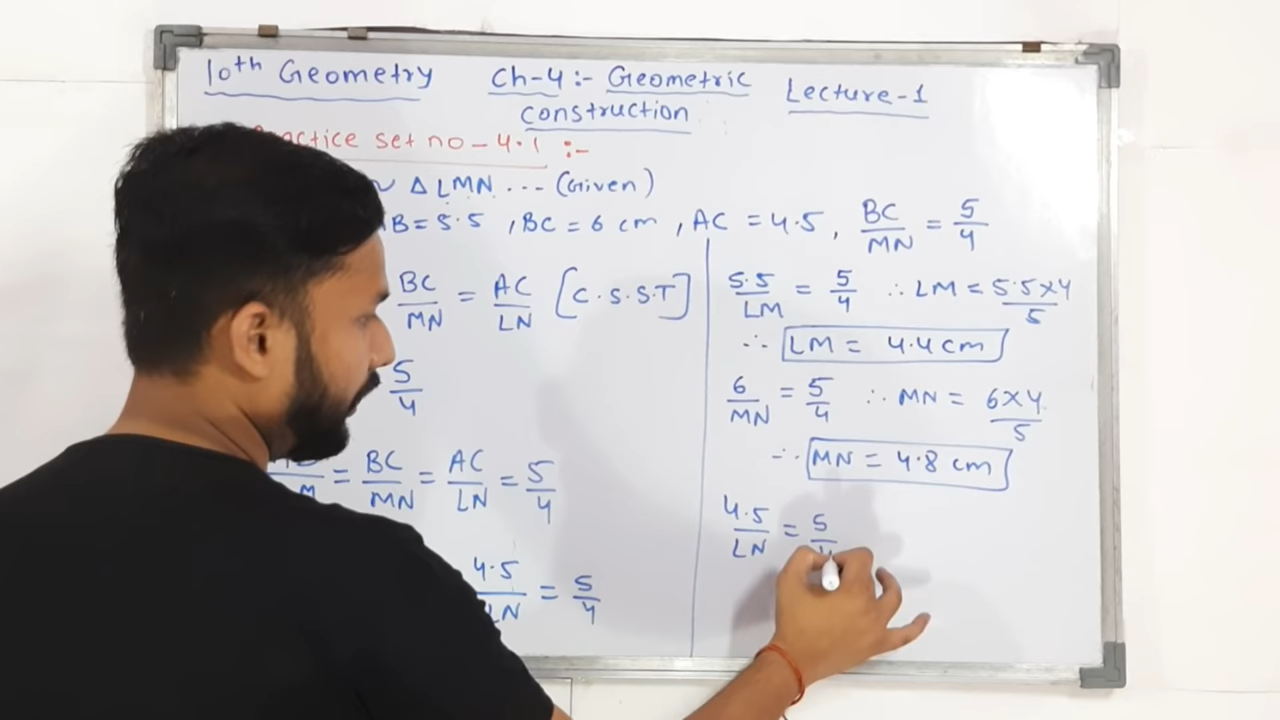 10th Geometry Ch-4:- Geometric Lecture-1
construction
Practice set no-4.1 :-
~ Δ LMN ... (Given)
B = 5.5 , BC = 6 cm , AC = 4.5 , BC/MN = 5/4
BC/MN = AC/LN [C.S.S.T]
5/4
= BC/MN = AC/LN = 5/4
4.5/LN = 5/4
5.5/LM = 5/4 ∴ LM = 5.5×4/5
∴ LM = 4.4 cm
6/MN = 5/4 ∴ MN = 6×4/5
∴ MN = 4.8 cm
4.5/LN = 5/4